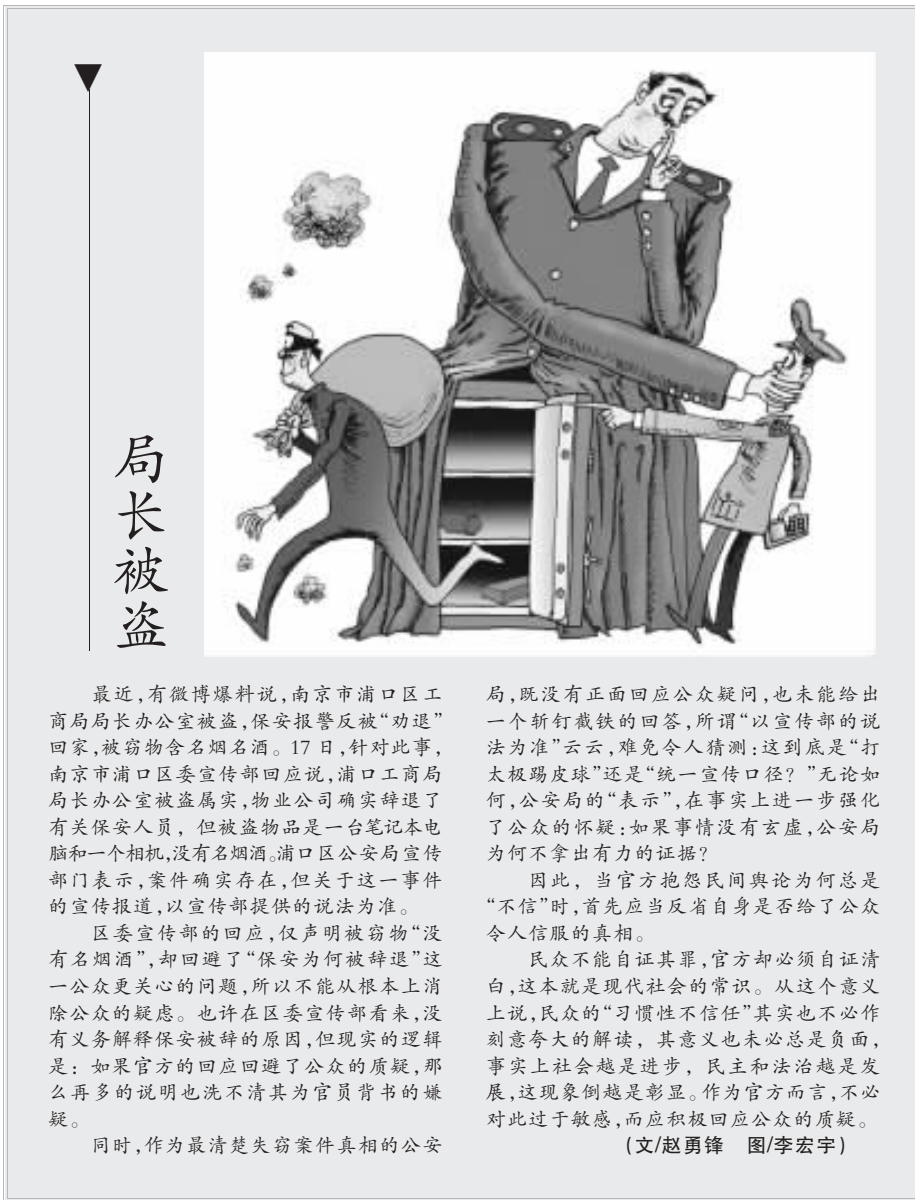 局长被盗
最近,有微博爆料说,南京市浦口区工
商局局长办公室被盗,保安报警反被“劝退”
回家,被窃物含名烟名酒。17 日,针对此事,
南京市浦口区委宣传部回应说,浦口工商局
局长办公室被盗属实,物业公司确实辞退了
有关保安人员,但被盗物品是一台笔记本电
脑和一个相机,没有名烟酒。浦口区公安局宣传
部门表示,案件确实存在,但关于这一事件
的宣传报道,以宣传部提供的说法为准。
区委宣传部的回应,仅声明被窃物“没
有名烟酒”,却回避了“保安为何被辞退”这
一公众更关心的问题,所以不能从根本上消
除公众的疑虑。也许在区委宣传部看来,没
有义务解释保安被辞的原因,但现实的逻辑
是:如果官方的回应回避了公众的质疑,那
么再多的说明也洗不清其为官员背书的嫌
疑。
同时,作为最清楚失窃案件真相的公安
局,既没有正面回应公众疑问,也未能给出
一个斩钉截铁的回答,所谓“以宣传部的说
法为准”云云,难免令人猜测:这到底是“打
太极踢皮球”还是“统一宣传口径?”无论如
何,公安局的“表示”,在事实上进一步强化
了公众的怀疑:如果事情没有玄虚,公安局
为何不拿出有力的证据?
因此,当官方抱怨民间舆论为何总是
“不信”时,首先应当反省自身是否给了公众
令人信服的真相。
民众不能自证其罪,官方却必须自证清
白,这本就是现代社会的常识。从这个意义
上说,民众的“习惯性不信任”其实也不必作
刻意夸大的解读,其意义也未必总是负面,
事实上社会越是进步,民主和法治越是发
展,这现象倒越是彰显。作为官方而言,不必
对此过于敏感,而应积极回应公众的质疑。
(文/赵勇锋 图/李宏宇)